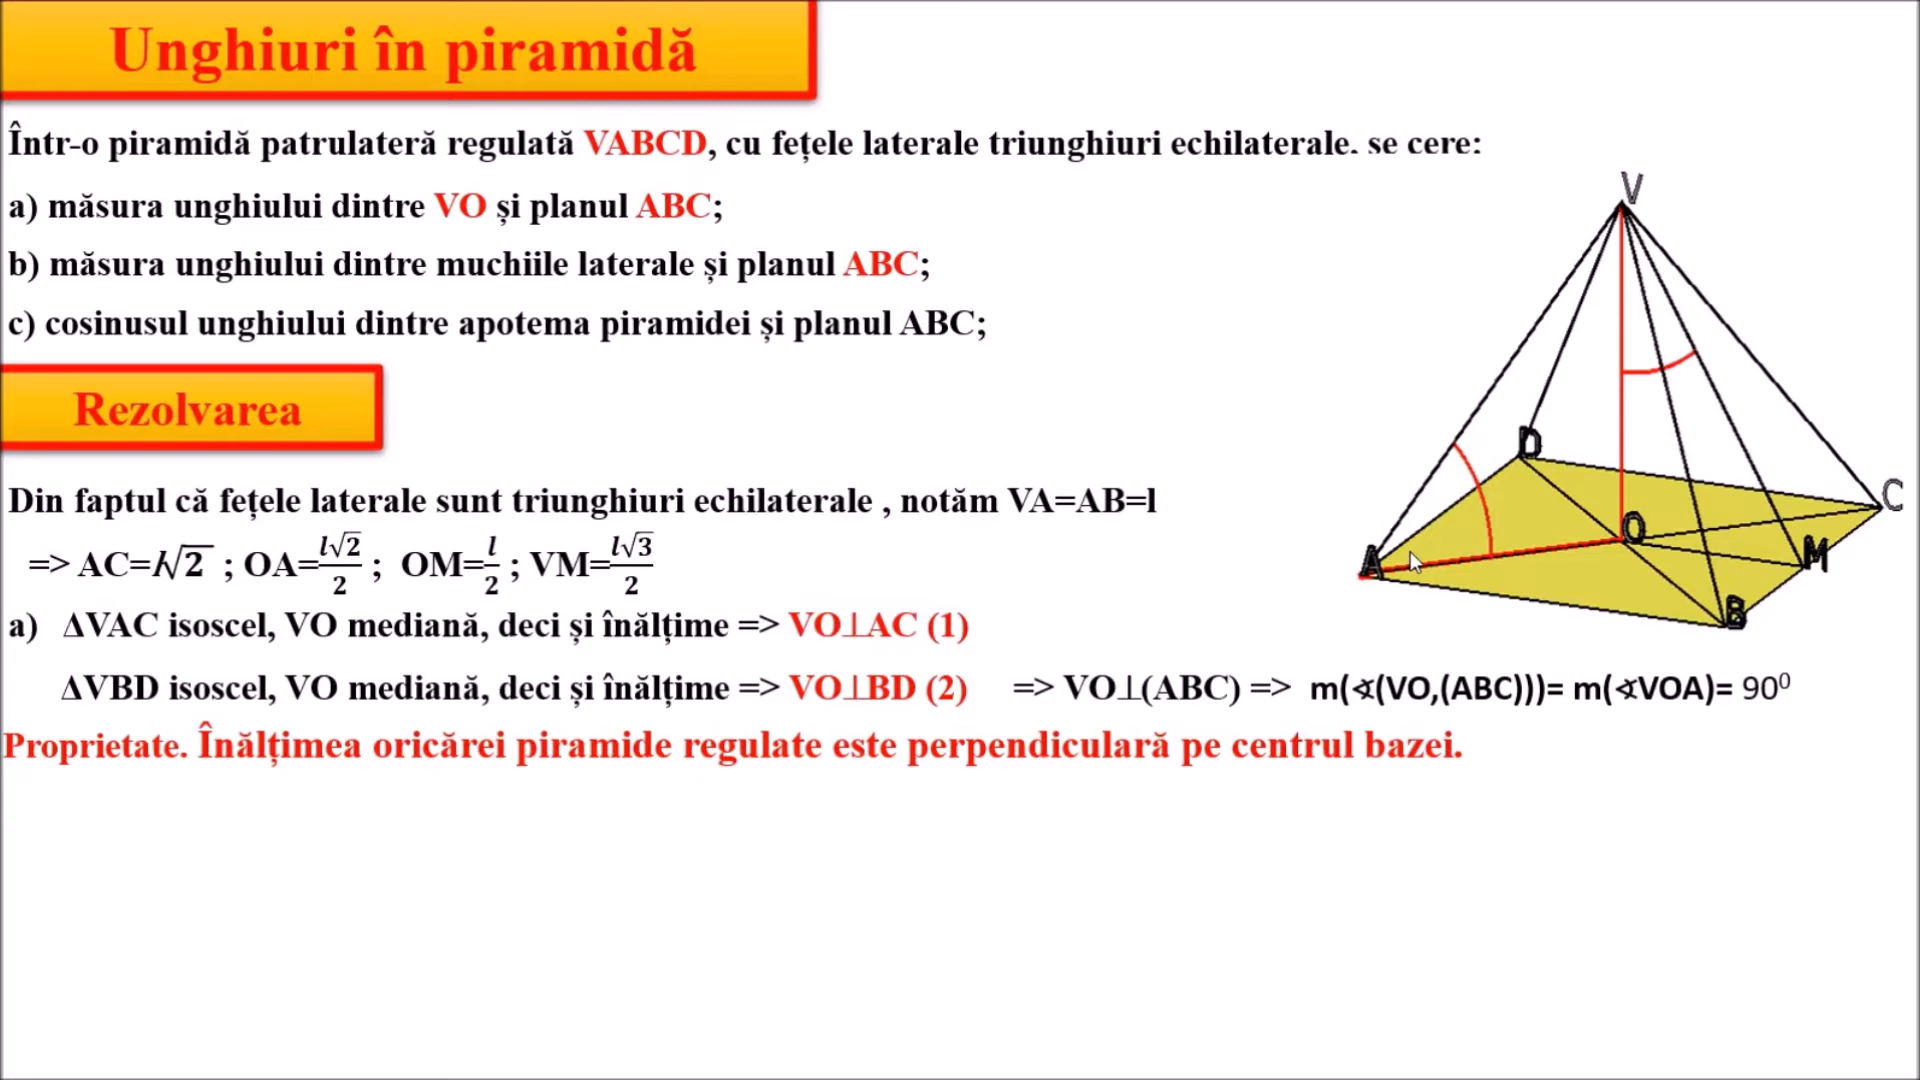 Unghiuri în piramidă
Într-o piramidă patrulateră regulată VABCD, cu fețele laterale triunghiuri echilaterale. se cere:
a) măsura unghiului dintre VO și planul ABC;
b) măsura unghiului dintre muchiile laterale și planul ABC;
c) cosinusul unghiului dintre apotema piramidei și planul ABC;
Rezolvarea
Din faptul că fețele laterale sunt triunghiuri echilaterale , notăm VA=AB=l
=> AC=l√2 ; OA=l√2/2 ; OM=l/2 ; VM=l√3/2
a) ΔVAC isoscel, VO mediană, deci și înălțime => VO⊥AC (1)
ΔVBD isoscel, VO mediană, deci și înălțime => VO⊥BD (2) => VO⊥(ABC) => m(∢(VO,(ABC)))= m(∢VOA)= 90⁰
Proprietate. Înălțimea oricărei piramide regulate este perpendiculară pe centrul bazei.
V
D
C
O
A
M
B